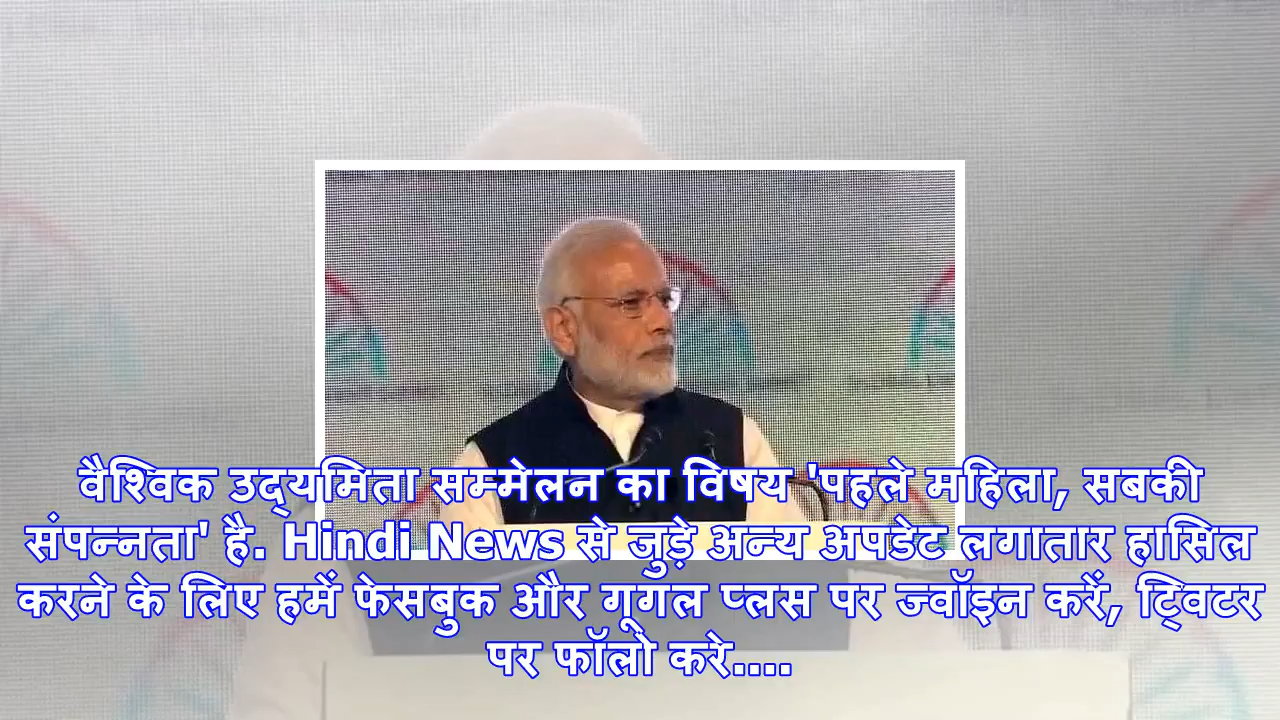 वैश्विक उद्‌यमिता सम्मेलन का विषय 'पहले महिला, सबकी
संपन्नता' है. Hindi News से जुड़े अन्य अपडेट लगातार हासिल
करने के लिए हमें फेसबुक और गूगल प्लस पर ज्वॉइन करें, ट्विटर
पर फॉलो करे....